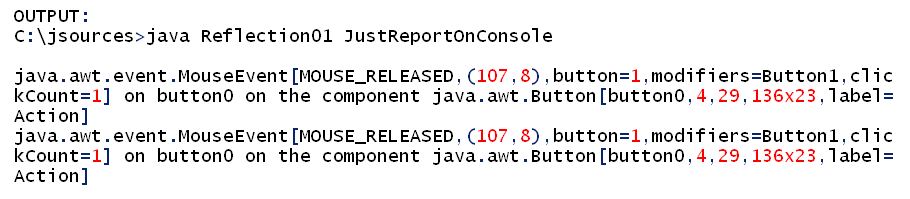 OUTPUT:
C:\jsources>java Reflection01 JustReportOnConsole
java.awt.event.MouseEvent[MOUSE_RELEASED,(107,8),button=1,modifiers=Button1,clic
kCount=1] on button0 on the component java.awt.Button[button0,4,29,136x23,label=
Action]
java.awt.event.MouseEvent[MOUSE_RELEASED,(107,8),button=1,modifiers=Button1,clic
kCount=1] on button0 on the component java.awt.Button[button0,4,29,136x23,label=
Action]